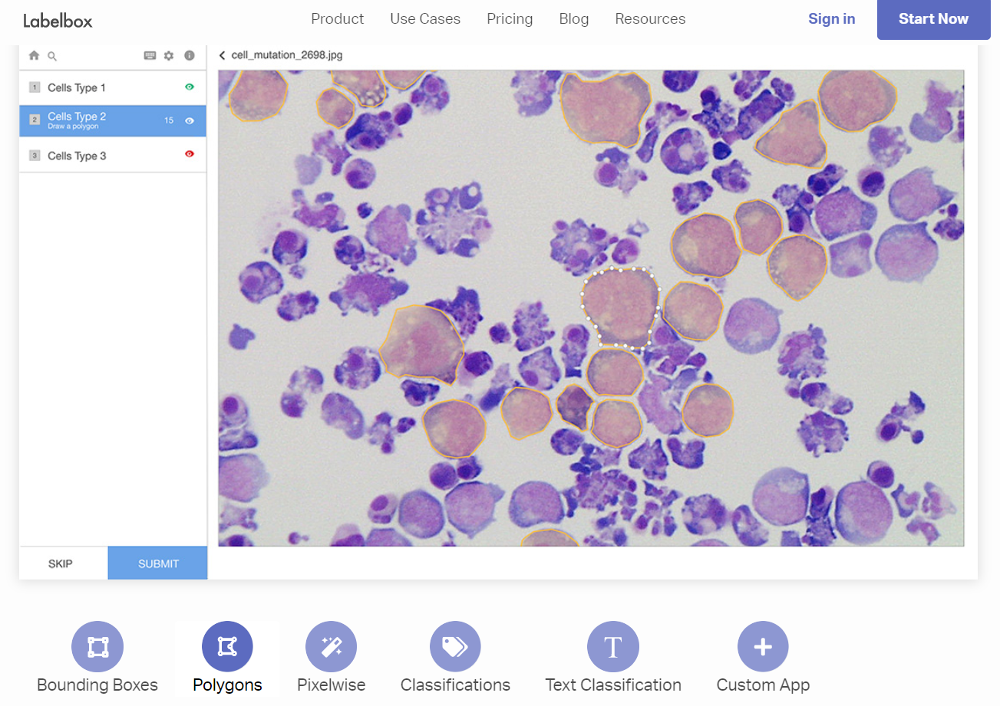 Labelbox
Product Use Cases Pricing Blog Resources Sign in Start Now
cell_mutation_2698.jpg
1 Cells Type 1
2 Cells Type 2 15
Draw a polygon
3 Cells Type 3
SKIP SUBMIT
Bounding Boxes Polygons Pixelwise Classifications Text Classification Custom App